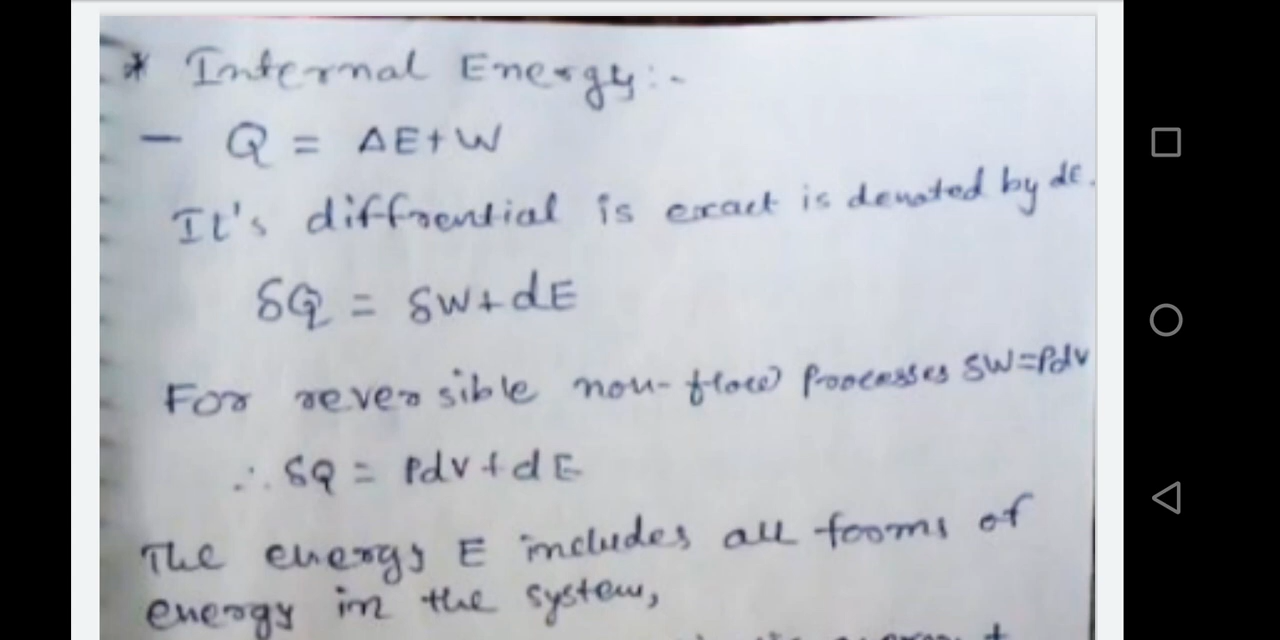 * Internal Energy:-
- Q = ΔE+W
It's diffrential is exact is denoted by dE.
δQ = δW+dE
For reversible non-flow Processes δW=Pdv
∴ δQ = Pdv+dE
The energy E includes all forms of
energy in the system,